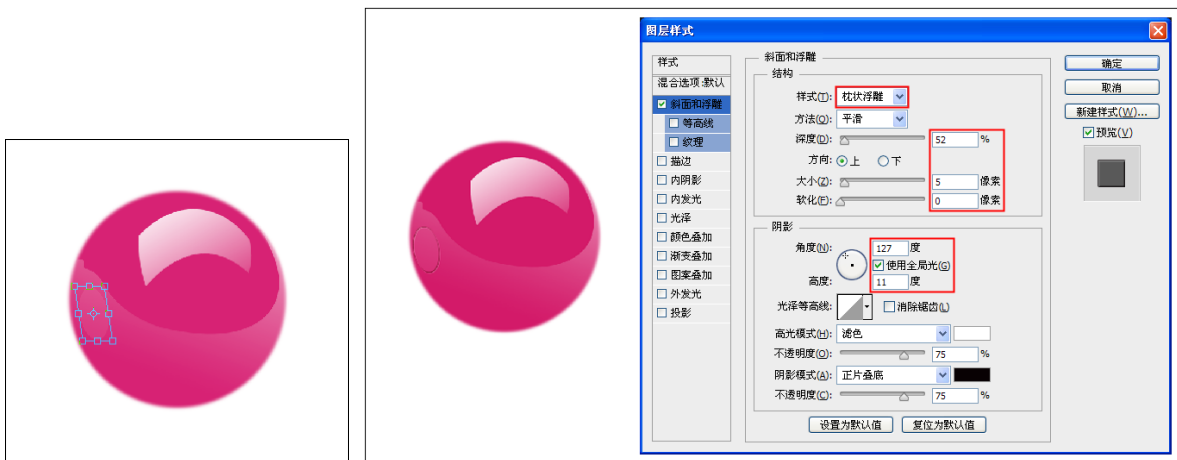 图层样式
样式
混合选项:默认
斜面和浮雕
等高线
纹理
描边
内阴影
内发光
光泽
颜色叠加
渐变叠加
图案叠加
外发光
投影
斜面和浮雕
结构
样式(T): 枕状浮雕
方法(Q): 平滑
深度(D): 52 %
方向: 上 下
大小(Z): 5 像素
软化(F): 0 像素
阴影
角度(N): 127 度
使用全局光(G)
高度: 11 度
光泽等高线: 消除锯齿(L)
高光模式(H): 滤色
不透明度(O): 75 %
阴影模式(A): 正片叠底
不透明度(C): 75 %
设置为默认值 复位为默认值
确定
取消
新建样式(W)...
预览(V)